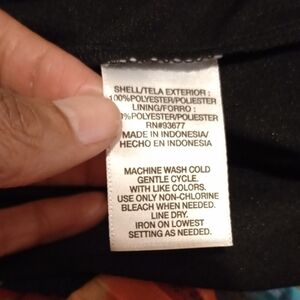 SHELL/TELA EXTERIOR :
100%POLYESTER/POLIESTER
LINING/FORRO :
%POLYESTER/POLIESTER
RN#93677
MADE IN INDONESIA/
HECHO EN INDONESIA
MACHINE WASH COLD
GENTLE CYCLE.
WITH LIKE COLORS.
USE ONLY NON-CHLORINE
BLEACH WHEN NEEDED.
LINE DRY.
IRON ON LOWEST
SETTING AS NEEDED.